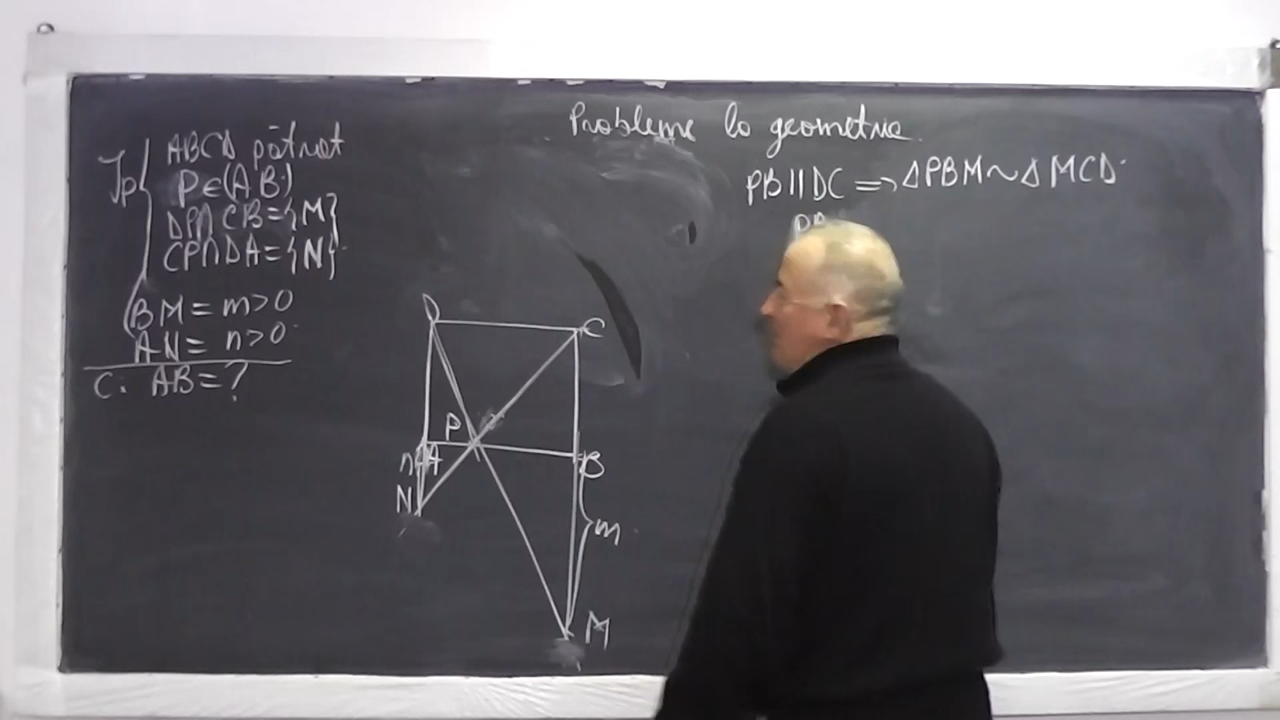 Probleme la geometrie.
Ip
ABCD pătrat
P∈(AB)
DP∩CB={M}
CP∩DA={N}
BM=m>0
AN=n>0
C. AB=?
PB||DC => ΔPBM~ΔMCD
D
C
P
n
A
B
N
m
M